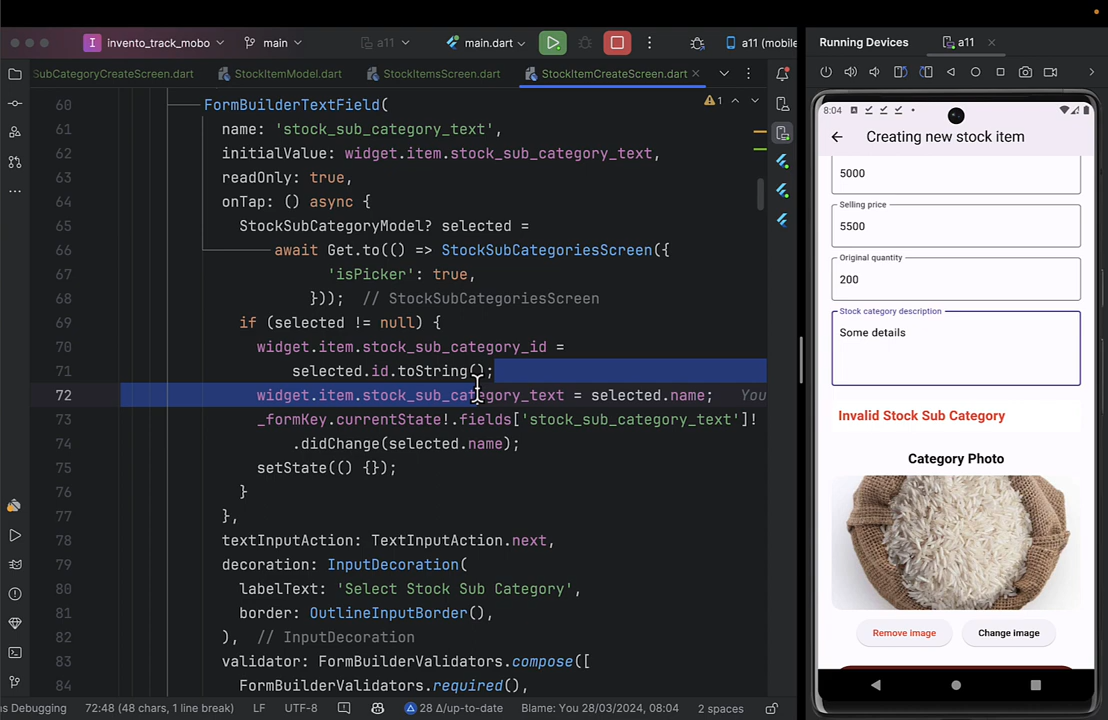 invento_track_mobo
main
a11
main.dart
a11 (mobile
Running Devices
a11
SubCategoryCreateScreen.dart
StockItemModel.dart
StockItemsScreen.dart
StockItemCreateScreen.dart
60 FormBuilderTextField(
1
61 name: 'stock_sub_category_text',
62 initialValue: widget.item.stock_sub_category_text,
63 readOnly: true,
64 onTap: () async {
65 StockSubCategoryModel? selected =
66 await Get.to(() => StockSubCategoriesScreen({
67 'isPicker': true,
68 })); // StockSubCategoriesScreen
69 if (selected != null) {
70 widget.item.stock_sub_category_id =
71 selected.id.toString();
72 widget.item.stock_sub_category_text = selected.name; You
73 _formKey.currentState!.fields['stock_sub_category_text']!
74 .didChange(selected.name);
75 setState(() {});
76 }
77 },
78 textInputAction: TextInputAction.next,
79 decoration: InputDecoration(
80 labelText: 'Select Stock Sub Category',
81 border: OutlineInputBorder(),
82 ), // InputDecoration
83 validator: FormBuilderValidators.compose([
84 FormBuilderValidators.required(),
s Debugging
72:48 (48 chars, 1 line break)
LF
UTF-8
28 Δ/up-to-date
Blame: You 28/03/2024, 08:04
2 spaces
8:04
Creating new stock item
5000
Selling price
5500
Original quantity
200
Stock category description
Some details
Invalid Stock Sub Category
Category Photo
Remove image
Change image